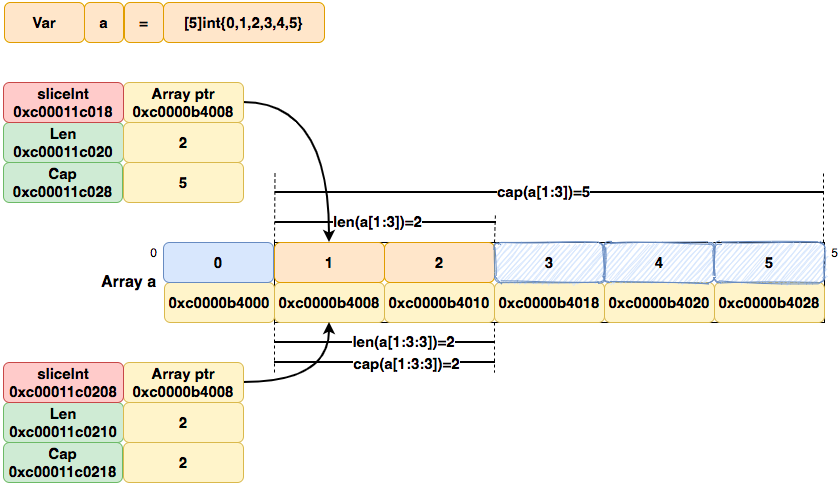 Var a = [5]int{0,1,2,3,4,5}
sliceInt Array ptr
0xc00011c018 0xc0000b4008
Len
0xc00011c020 2
Cap
0xc00011c028 5
cap(a[1:3])=5
len(a[1:3])=2
0 5
0 1 2 3 4 5
Array a
0xc0000b4000 0xc0000b4008 0xc0000b4010 0xc0000b4018 0xc0000b4020 0xc0000b4028
len(a[1:3:3])=2
cap(a[1:3:3])=2
sliceInt Array ptr
0xc00011c0208 0xc0000b4008
Len
0xc00011c0210 2
Cap
0xc00011c0218 2